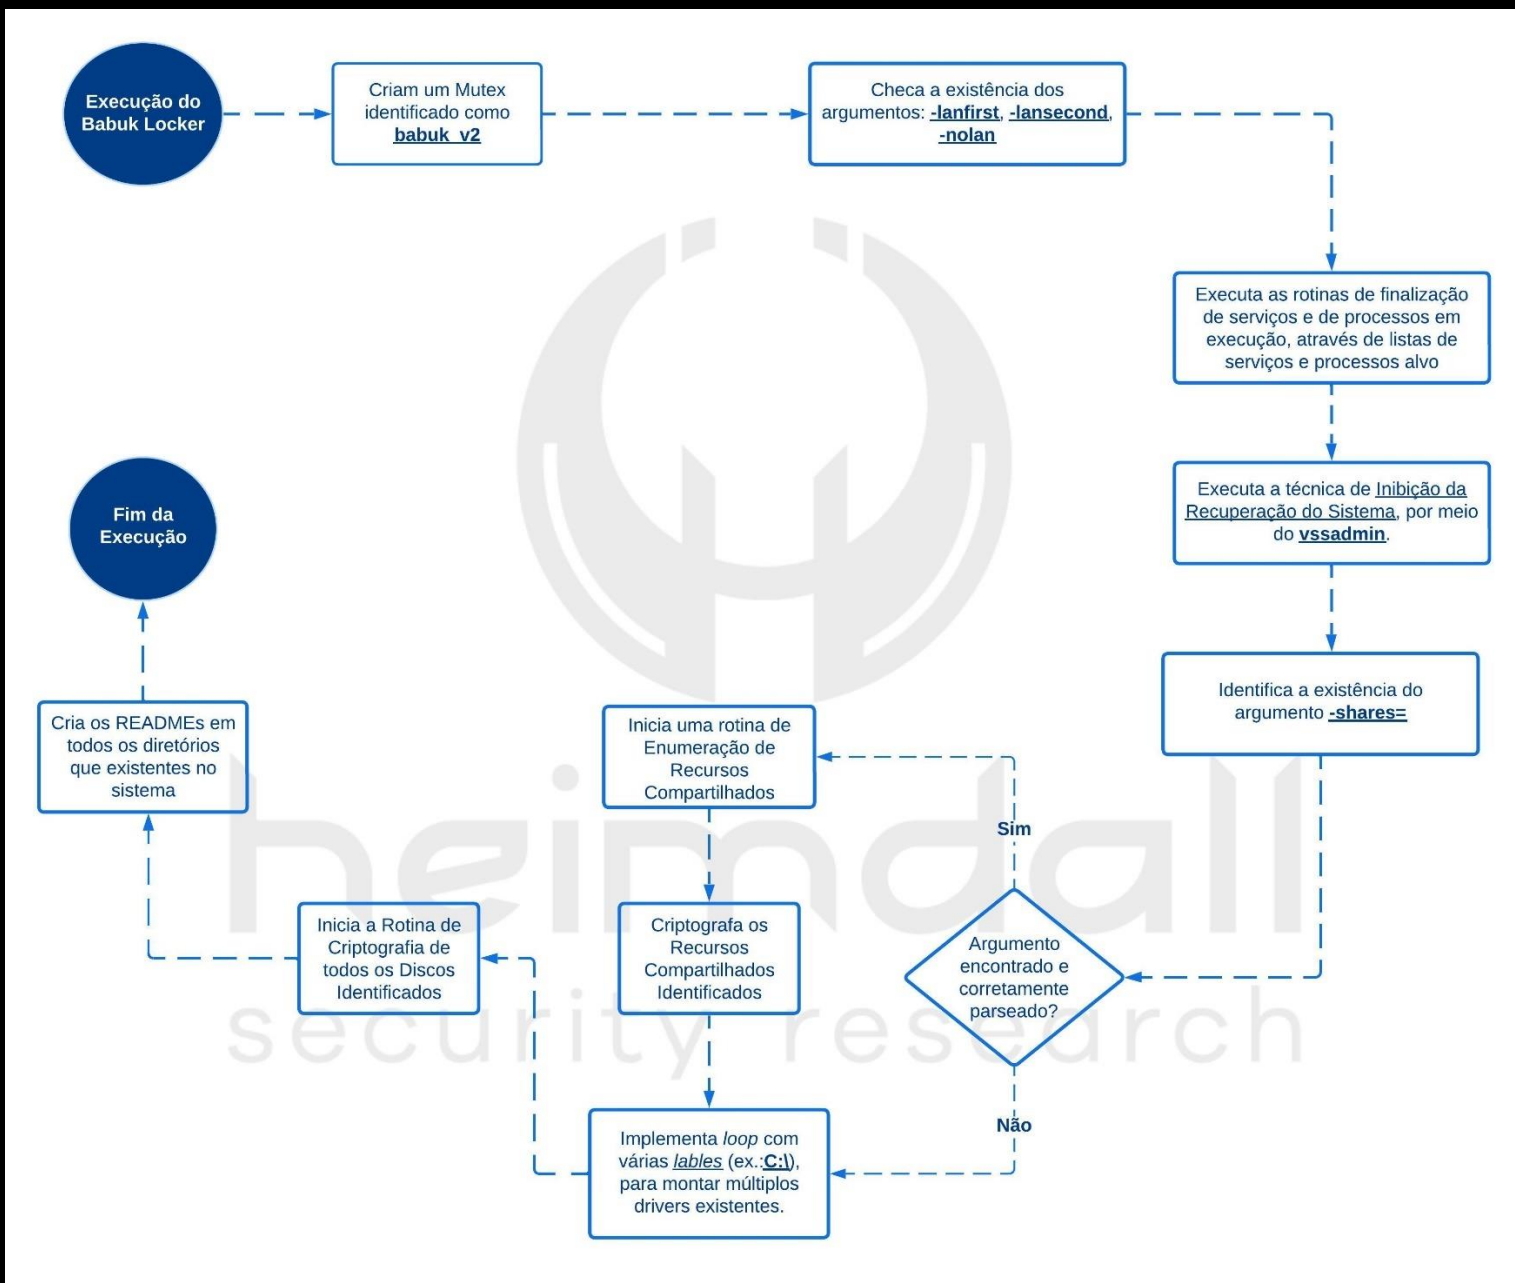 Execução do
Babuk Locker
Criam um Mutex
identificado como
babuk_v2
Checa a existência dos
argumentos: -lanfirst, -lansecond,
-nolan
Executa as rotinas de finalização
de serviços e de processos em
execução, através de listas de
serviços e processos alvo
Executa a técnica de Inibição da
Recuperação do Sistema, por meio
do vssadmin.
Identifica a existência do
argumento -shares=
Argumento
encontrado e
corretamente
parseado?
Sim
Não
Inicia uma rotina de
Enumeração de
Recursos
Compartilhados
Criptografa os
Recursos
Compartilhados
Identificados
Implementa loop com
várias lables (ex.:C:\),
para montar múltiplos
drivers existentes.
Inicia a Rotina de
Criptografia de
todos os Discos
Identificados
Cria os READMEs em
todos os diretórios
que existentes no
sistema
Fim da
Execução
heimdall
security research